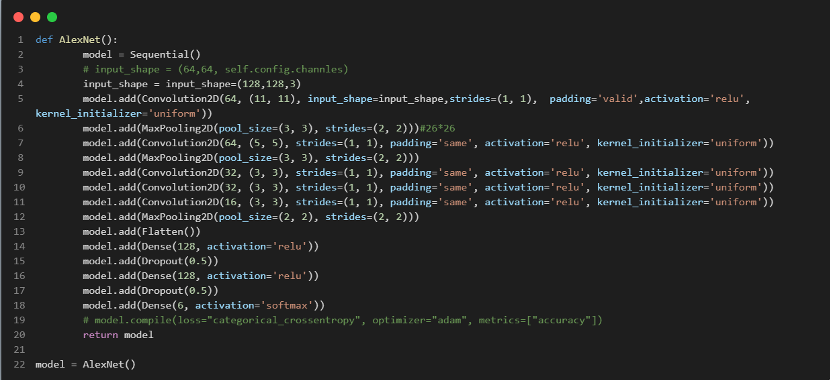 1 def AlexNet():
2 model = Sequential()
3 # input_shape = (64,64, self.config.channles)
4 input_shape = input_shape=(128,128,3)
5 model.add(Convolution2D(64, (11, 11), input_shape=input_shape,strides=(1, 1), padding='valid',activation='relu',
kernel_initializer='uniform'))
6 model.add(MaxPooling2D(pool_size=(3, 3), strides=(2, 2)))#26*26
7 model.add(Convolution2D(64, (5, 5), strides=(1, 1), padding='same', activation='relu', kernel_initializer='uniform'))
8 model.add(MaxPooling2D(pool_size=(3, 3), strides=(2, 2)))
9 model.add(Convolution2D(32, (3, 3), strides=(1, 1), padding='same', activation='relu', kernel_initializer='uniform'))
10 model.add(Convolution2D(32, (3, 3), strides=(1, 1), padding='same', activation='relu', kernel_initializer='uniform'))
11 model.add(Convolution2D(16, (3, 3), strides=(1, 1), padding='same', activation='relu', kernel_initializer='uniform'))
12 model.add(MaxPooling2D(pool_size=(2, 2), strides=(2, 2)))
13 model.add(Flatten())
14 model.add(Dense(128, activation='relu'))
15 model.add(Dropout(0.5))
16 model.add(Dense(128, activation='relu'))
17 model.add(Dropout(0.5))
18 model.add(Dense(6, activation='softmax'))
19 # model.compile(loss="categorical_crossentropy", optimizer="adam", metrics=["accuracy"])
20 return model
21
22 model = AlexNet()